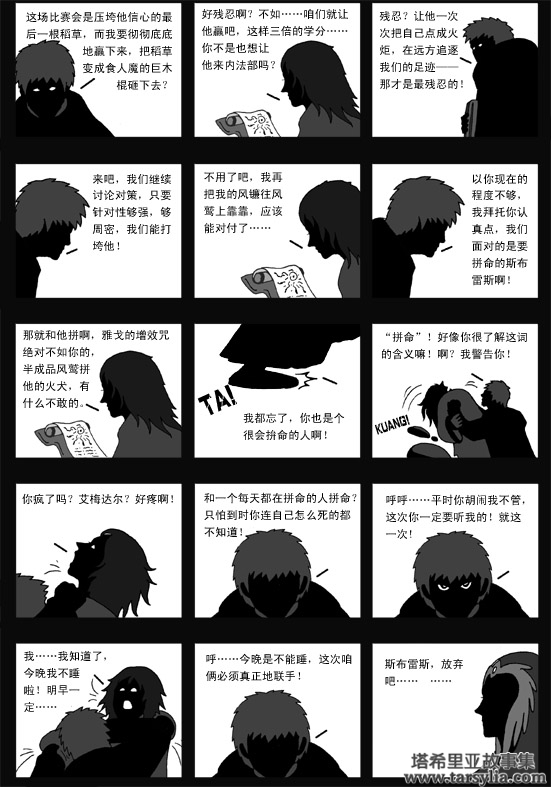 这场比赛会是压垮他信心的最
后一根稻草，而我要彻彻底底
地赢下来，把稻草
变成食人魔的巨木
棍砸下去？
好残忍啊？不如……咱们就让
他赢吧，这样三倍的学分……
你不是也想让
他来内法部吗？
残忍？让他一次
次把自己点成火
炬，在远方追逐
我们的足迹——
那才是最残忍的！
来吧，我们继续
讨论对策，只要
针对性够强，够
周密，我们能打
垮他！
不用了吧，我再
把我的风镰往风
鹫上靠靠，应该
能对付了……
以你现在的
程度不够，
我拜托你认
真点，我们
面对的是要
拼命的斯布
雷斯啊！
那就和他拼啊，雅戈的增效咒
绝对不如你的，
半成品风鹫拼
他的火犬，有
什么不敢的。
TA!
我都忘了，你也是个
很会拚命的人啊！
“拼命”！好像你很了解这词
的含义嘛！啊？我警告你！
KUANG!
你疯了吗？艾梅达尔？好疼啊！
和一个每天都在拼命的人拼命？
只怕到时你连自己怎么死的都
不知道！
呼呼……平时你胡闹我不管，
这次你一定要听我的！就这
一次！
我……我知道了，
今晚我不睡
啦！明早一
定……
呼……今晚是不能睡，这次咱
俩必须真正地联手！
斯布雷斯，放弃
吧…… ……
塔希里亚故事集
www.tarsylia.com